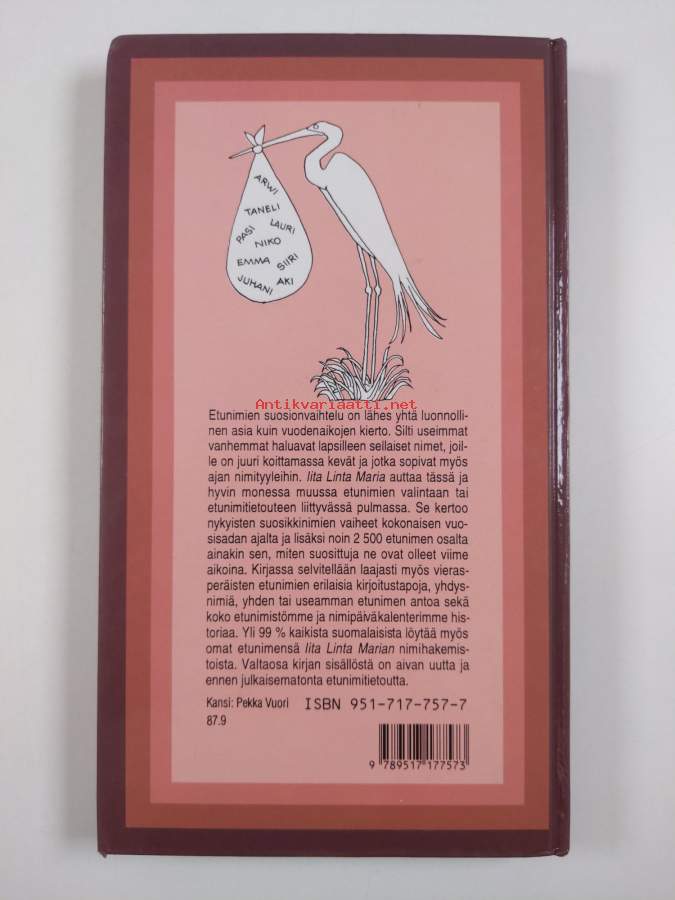 ARWI
TANELI
PASI LAURI
NIKO
EMMA SIIRI
JUHANI AKI
Antikvariaatti.net
Etunimien suosionvaihtelu on lähes yhtä luonnolli-
nen asia kuin vuodenaikojen kierto. Silti useimmat
vanhemmat haluavat lapsilleen sellaiset nimet, joil-
le on juuri koittamassa kevät ja jotka sopivat myös
ajan nimityyleihin. Iita Linta Maria auttaa tässä ja
hyvin monessa muussa etunimien valintaan tai
etunimitietouteen liittyvässä pulmassa. Se kertoo
nykyisten suosikkinimien vaiheet kokonaisen vuo-
sisadan ajalta ja lisäksi noin 2 500 etunimen osalta
ainakin sen, miten suosittuja ne ovat olleet viime
aikoina. Kirjassa selvitellään laajasti myös vieras-
peräisten etunimien erilaisia kirjoitustapoja, yhdys-
nimiä, yhden tai useamman etunimen antoa sekä
koko etunimistömme ja nimipäiväkalenterimme his-
toriaa. Yli 99 % kaikista suomalaisista löytää myös
omat etunimensä Iita Linta Marian nimihakemis-
toista. Valtaosa kirjan sisällöstä on aivan uutta ja
ennen julkaisematonta etunimitietoutta.
Kansi: Pekka Vuori ISBN 951-717-757-7
87.9
9 789517 177573